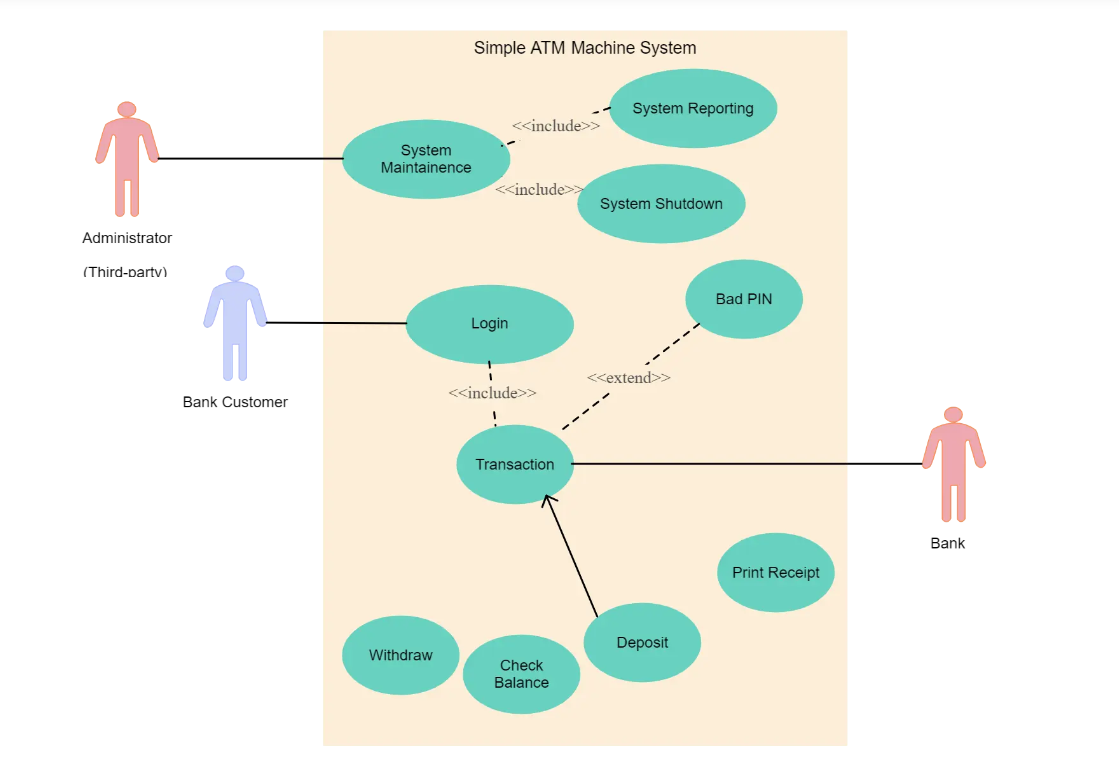 Simple ATM Machine System
System Reporting
<<include>>
System
Maintainence
<<include>>
System Shutdown
Administrator
(Third-party)
Bad PIN
Login
<<extend>>
<<include>>
Bank Customer
Transaction
Bank
Print Receipt
Deposit
Withdraw
Check
Balance